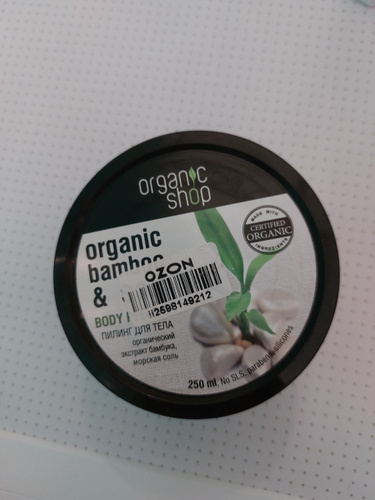 organic
shop
MADE WITH
CERTIFIED
ORGANIC
INGREDIENTS
organic
bamboo
&
OZON
ii2598149212
BODY
ПИЛИНГ ДЛЯ ТЕЛА
органический
экстракт бамбука,
морская соль
250 ml, No SLS, parabens, silicones